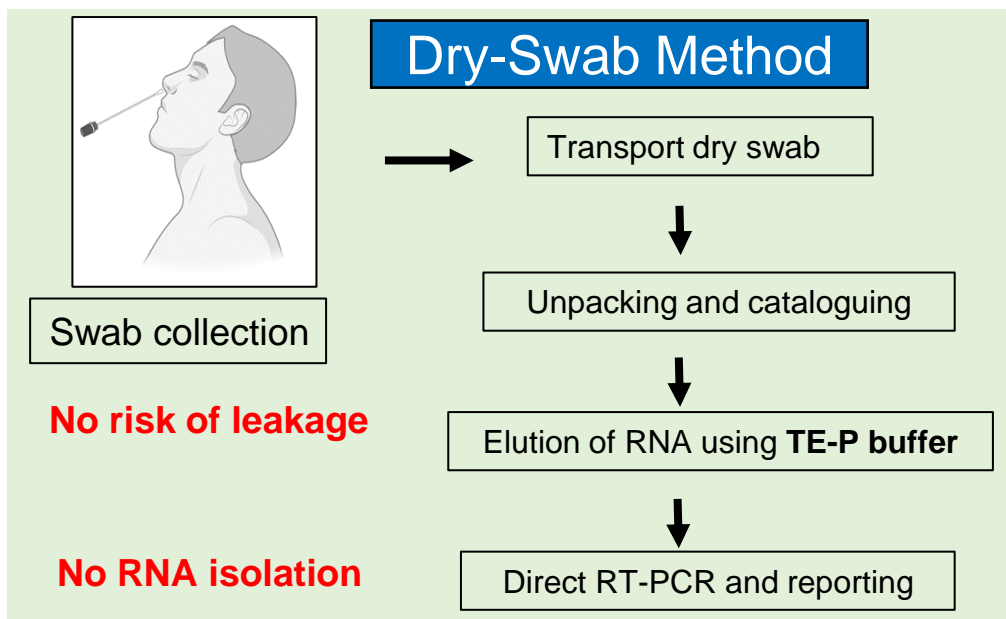 Dry-Swab Method
Swab collection
Transport dry swab
Unpacking and cataloguing
No risk of leakage
Elution of RNA using TE-P buffer
No RNA isolation
Direct RT-PCR and reporting